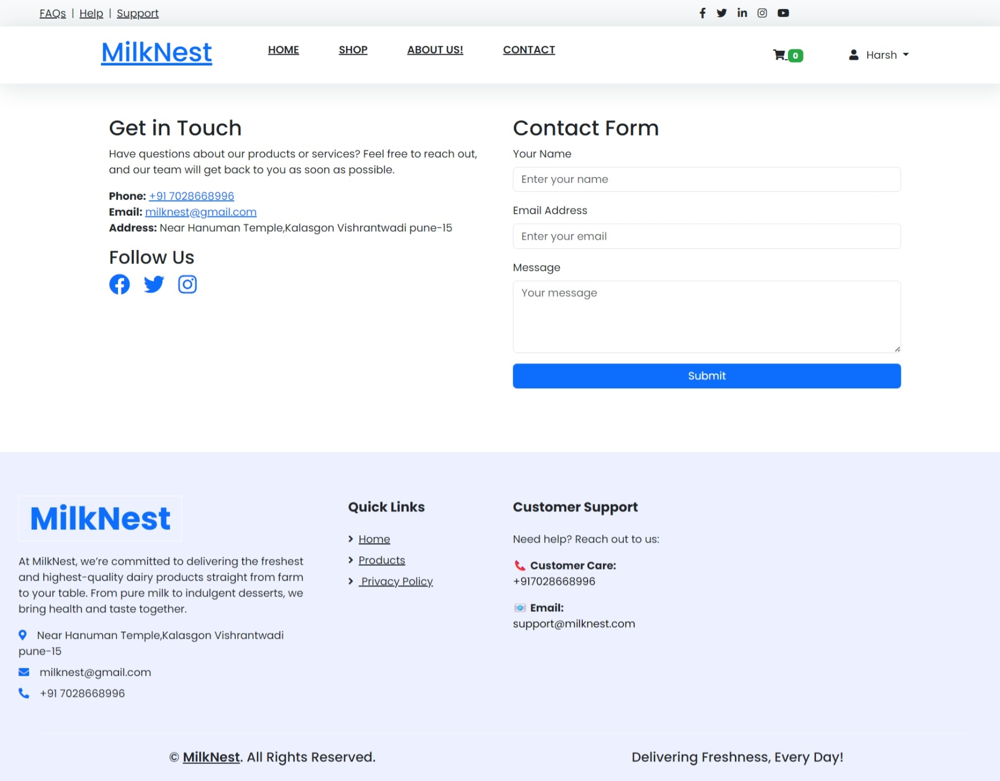 FAQs | Help | Support
MilkNest
HOME
SHOP
ABOUT US!
CONTACT
0
Harsh
Get in Touch
Have questions about our products or services? Feel free to reach out,
and our team will get back to you as soon as possible.
Phone: +91 7028668996
Email: milknest@gmail.com
Address: Near Hanuman Temple,Kalasgon Vishrantwadi pune-15
Follow Us
Contact Form
Your Name
Enter your name
Email Address
Enter your email
Message
Your message
Submit
MilkNest
At MilkNest, we’re committed to delivering the freshest
and highest-quality dairy products straight from farm
to your table. From pure milk to indulgent desserts, we
bring health and taste together.
Near Hanuman Temple,Kalasgon Vishrantwadi
pune-15
milknest@gmail.com
+91 7028668996
Quick Links
Home
Products
Privacy Policy
Customer Support
Need help? Reach out to us:
Customer Care:
+917028668996
Email:
support@milknest.com
© MilkNest. All Rights Reserved.
Delivering Freshness, Every Day!